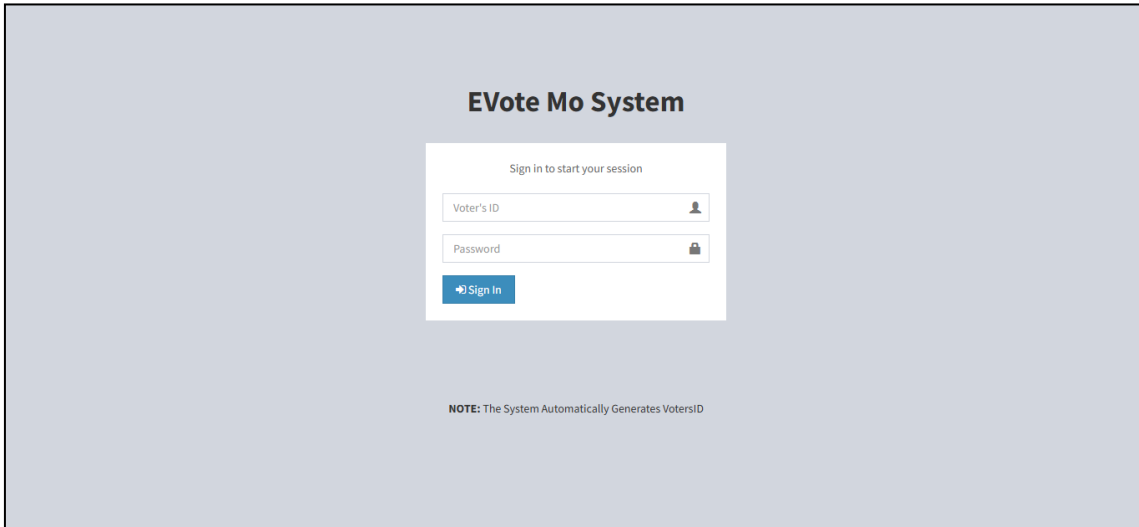 EVote Mo System
Sign in to start your session
Voter's ID
Password
Sign In
NOTE: The System Automatically Generates VotersID